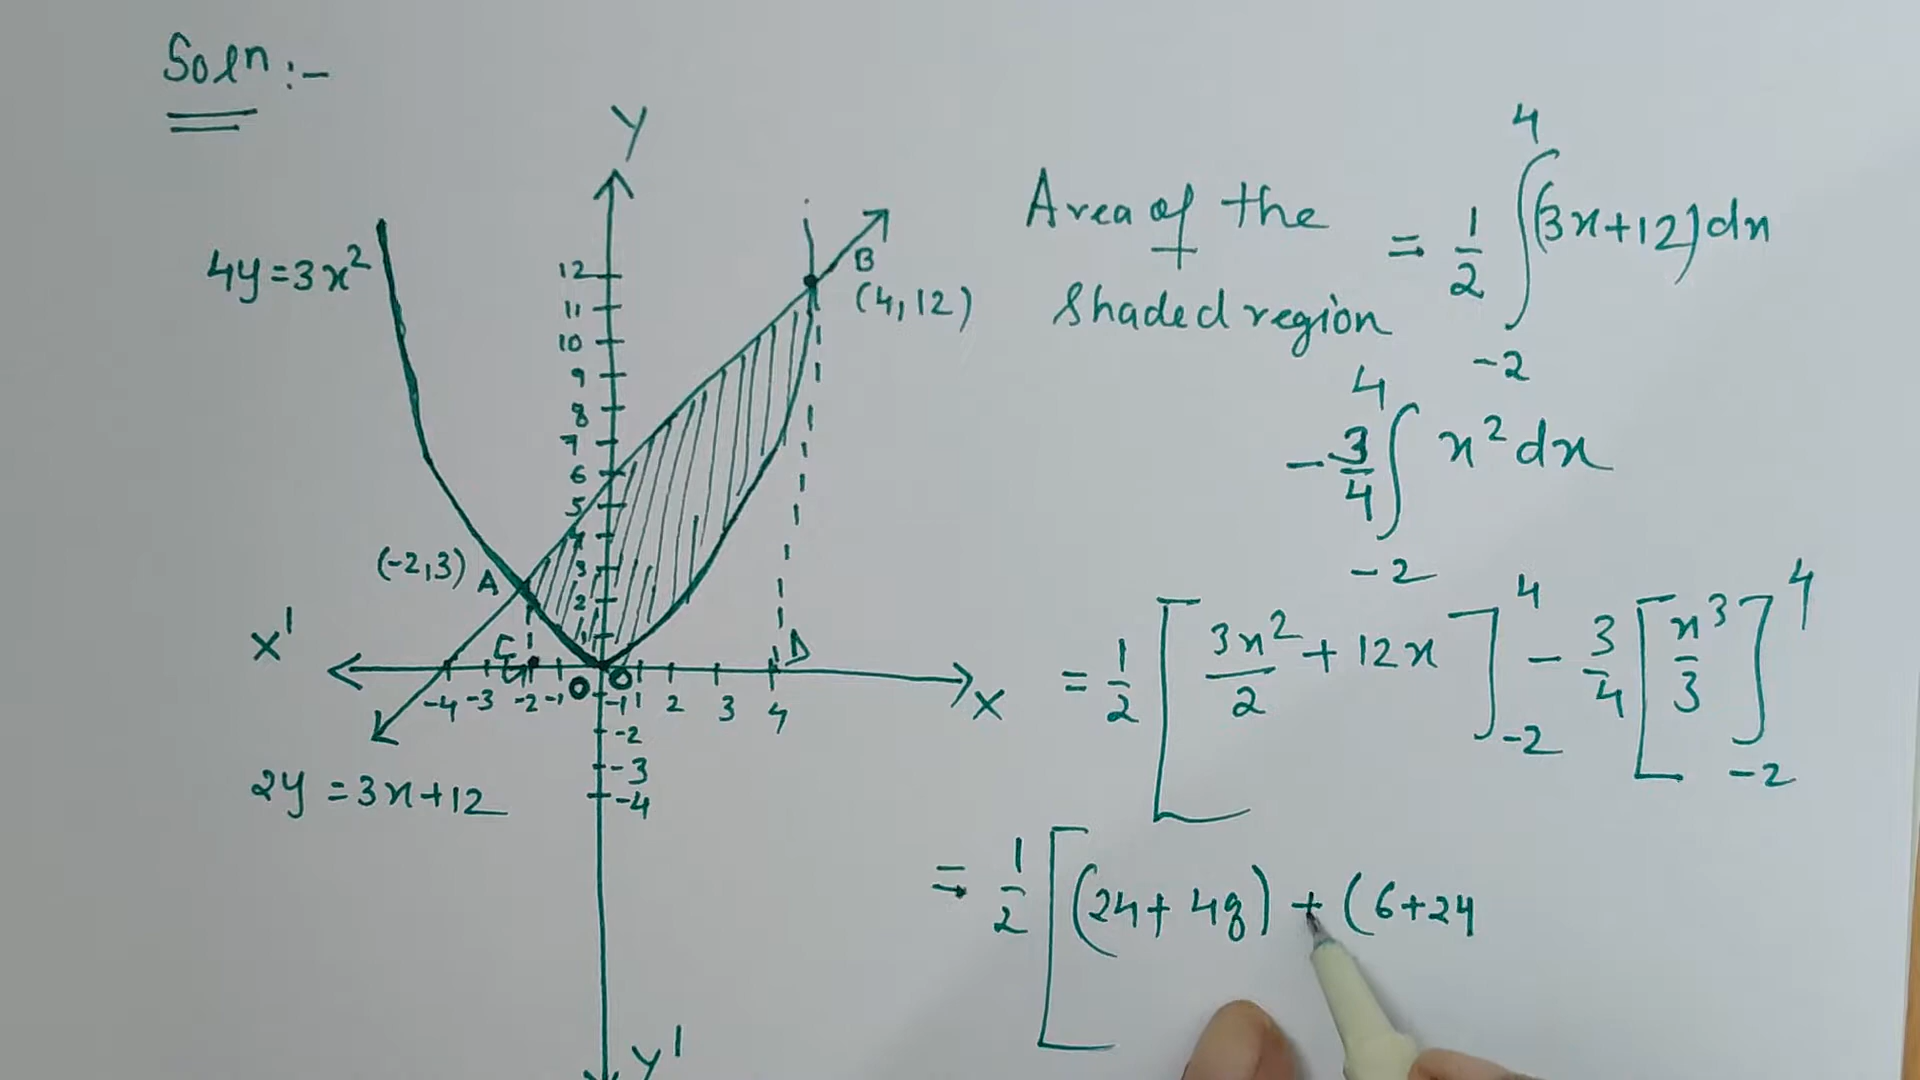 Soln :-
Y
4y=3x²
12
11
10
9
8
7
6
5
4
3
2
1
B
(4,12)
(-2,3) A
X'
C
D
-4 -3 -2 -1 O 1 2 3 4
X
-1
-2
-3
-4
2y = 3x+12
Y'
Area of the shaded region = 1/2 ∫_{-2}^{4} (3x+12)dx
- 3/4 ∫_{-2}^{4} x² dx
= 1/2 [ 3x²/2 + 12x ]_{-2}^{4} - 3/4 [ x³/3 ]_{-2}^{4}
= 1/2 [ (24+48) + (6+24